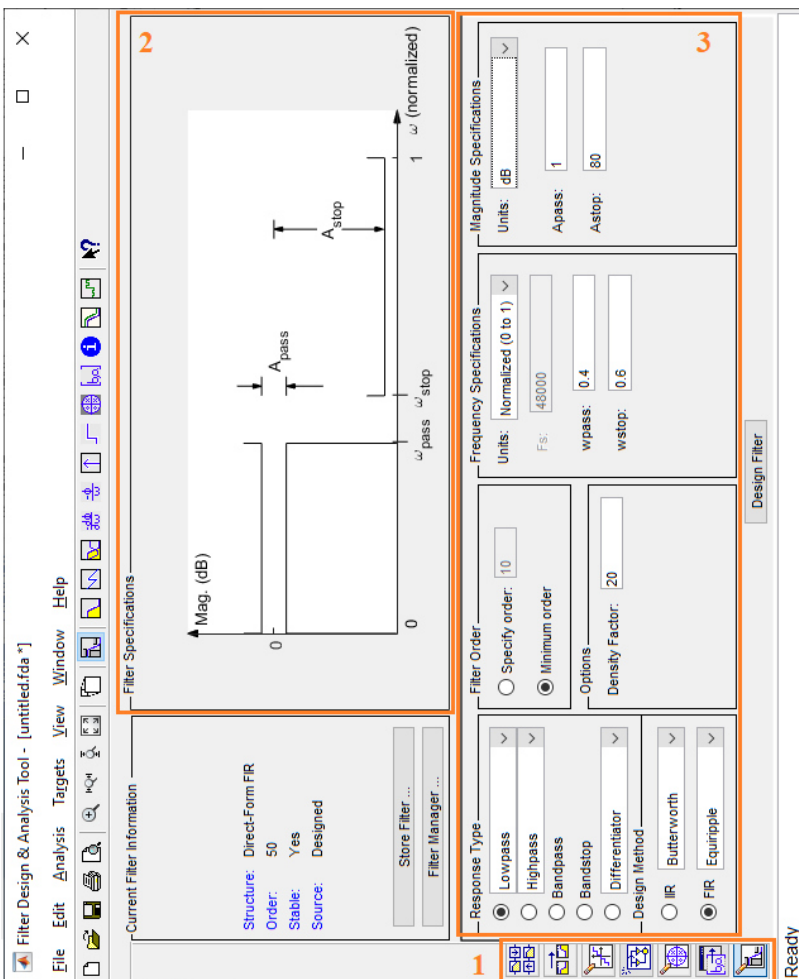 Filter Design & Analysis Tool - [untitled.fda *]
File Edit Analysis Targets View Window Help
Current Filter Information
Structure: Direct-Form FIR
Order: 50
Stable: Yes
Source: Designed
Store Filter ...
Filter Manager ...
Filter Specifications
2
Mag. (dB)
0
0
A pass
A stop
ω pass
ω stop
1
ω (normalized)
1
3
Response Type
Lowpass
Highpass
Bandpass
Bandstop
Differentiator
Design Method
IIR Butterworth
FIR Equiripple
Filter Order
Specify order: 10
Minimum order
Options
Density Factor: 20
Frequency Specifications
Units: Normalized (0 to 1)
Fs: 48000
wpass: 0.4
wstop: 0.6
Magnitude Specifications
Units: dB
Apass: 1
Astop: 80
Design Filter
Ready